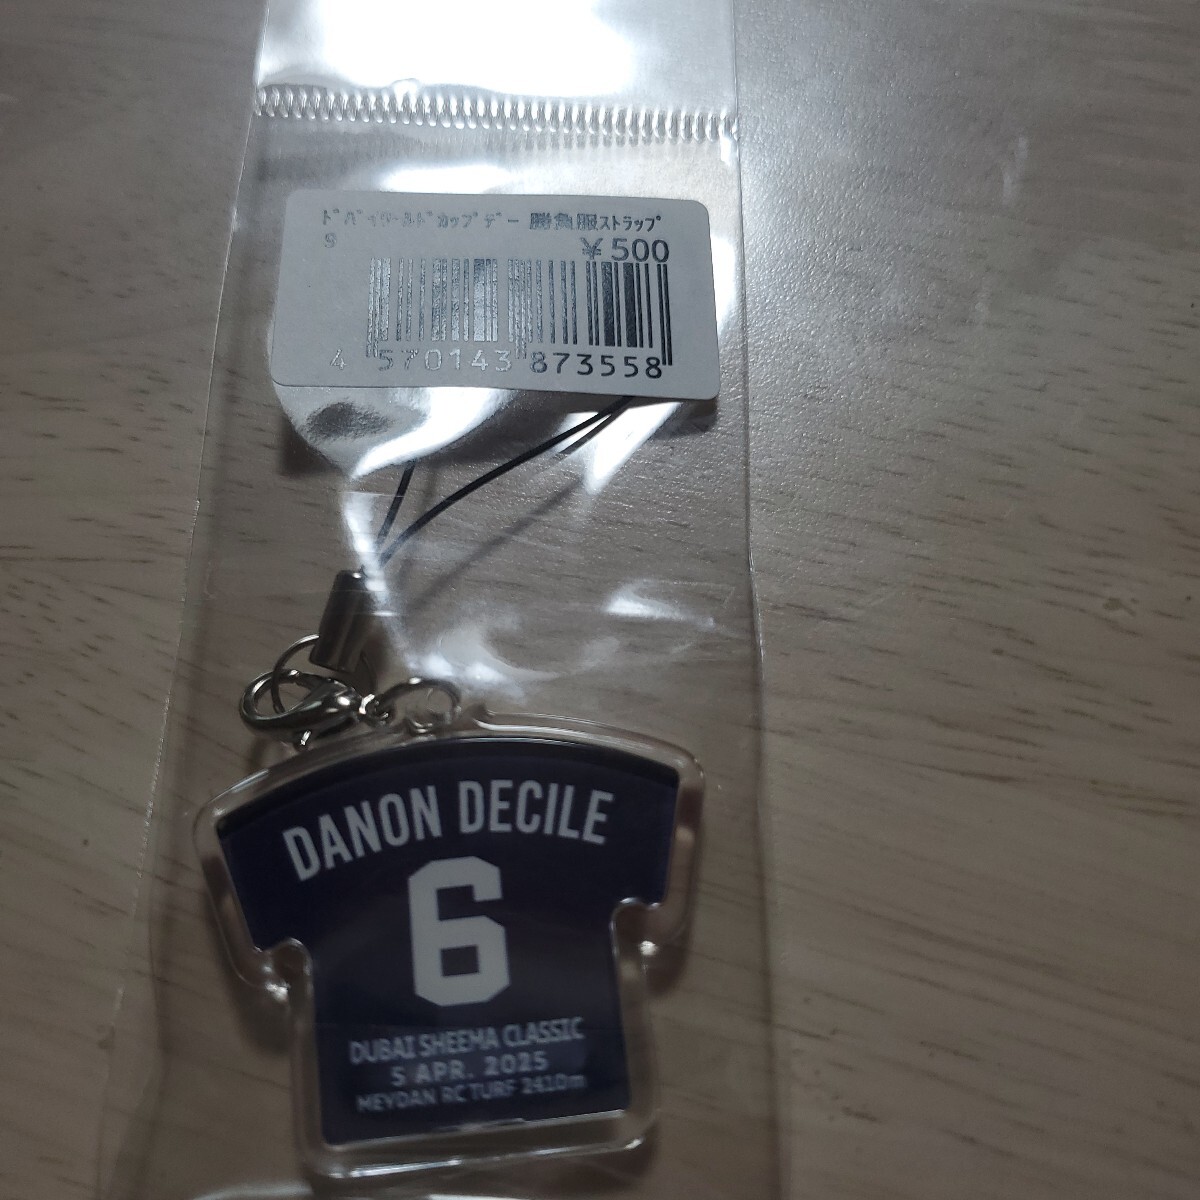 ドバイワールドカップデー 勝負服ストラップ
9
¥500
4 570143 873558
DANON DECILE
6
DUBAI SHEEMA CLASSIC
5 APR. 2025
MEYDAN RC TURF 2410m